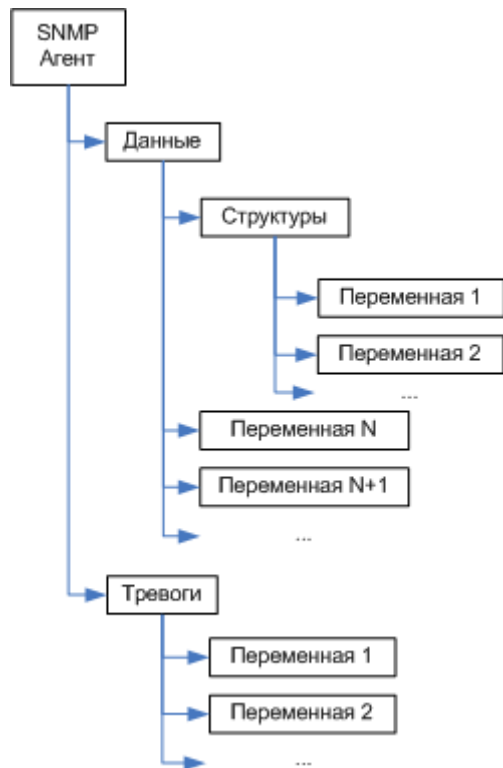 SNMP
Агент
Данные
Структуры
Переменная 1
Переменная 2
...
Переменная N
Переменная N+1
...
Тревоги
Переменная 1
Переменная 2
...